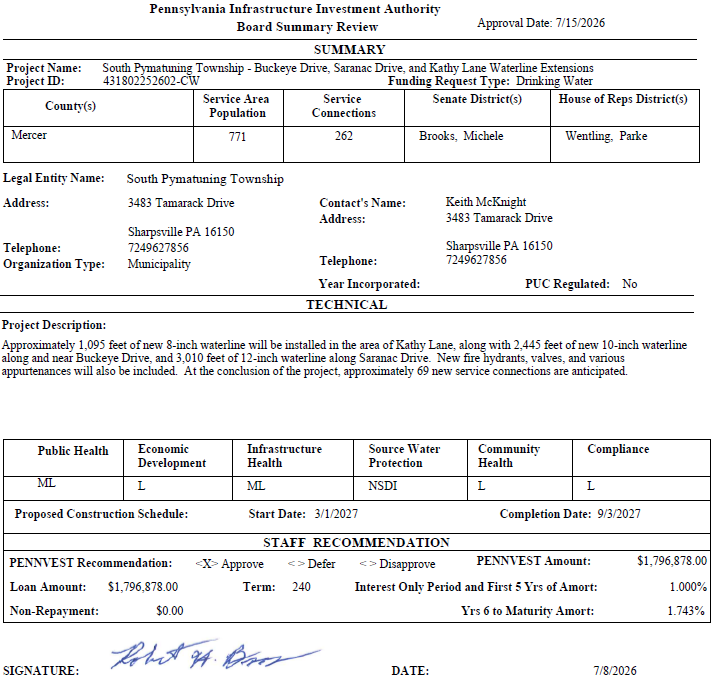 Pennsylvania Infrastructure Investment Authority
Board Summary Review
Approval Date: 7/15/2026
SUMMARY
Project Name: South Pymatuning Township - Buckeye Drive, Saranac Drive, and Kathy Lane Waterline Extensions
Project ID: 431802252602-CW Funding Request Type: Drinking Water
County(s) Service Area Population Service Connections Senate District(s) House of Reps District(s)
Mercer 771 262 Brooks, Michele Wentling, Parke
Legal Entity Name: South Pymatuning Township
Address: 3483 Tamarack Drive Contact's Name: Keith McKnight
Address: 3483 Tamarack Drive
Sharpsville PA 16150 Sharpsville PA 16150
Telephone: 7249627856
Organization Type: Municipality Telephone: 7249627856
Year Incorporated: PUC Regulated: No
TECHNICAL
Project Description:
Approximately 1,095 feet of new 8-inch waterline will be installed in the area of Kathy Lane, along with 2,445 feet of new 10-inch waterline
along and near Buckeye Drive, and 3,010 feet of 12-inch waterline along Saranac Drive. New fire hydrants, valves, and various
appurtenances will also be included. At the conclusion of the project, approximately 69 new service connections are anticipated.
Public Health Economic Development Infrastructure Health Source Water Protection Community Health Compliance
ML L ML NSDI L L
Proposed Construction Schedule: Start Date: 3/1/2027 Completion Date: 9/3/2027
STAFF RECOMMENDATION
PENNVEST Recommendation: <X> Approve < > Defer < > Disapprove PENNVEST Amount: $1,796,878.00
Loan Amount: $1,796,878.00 Term: 240 Interest Only Period and First 5 Yrs of Amort: 1.000%
Non-Repayment: $0.00 Yrs 6 to Maturity Amort: 1.743%
SIGNATURE: Robert H. DATE: 7/8/2026